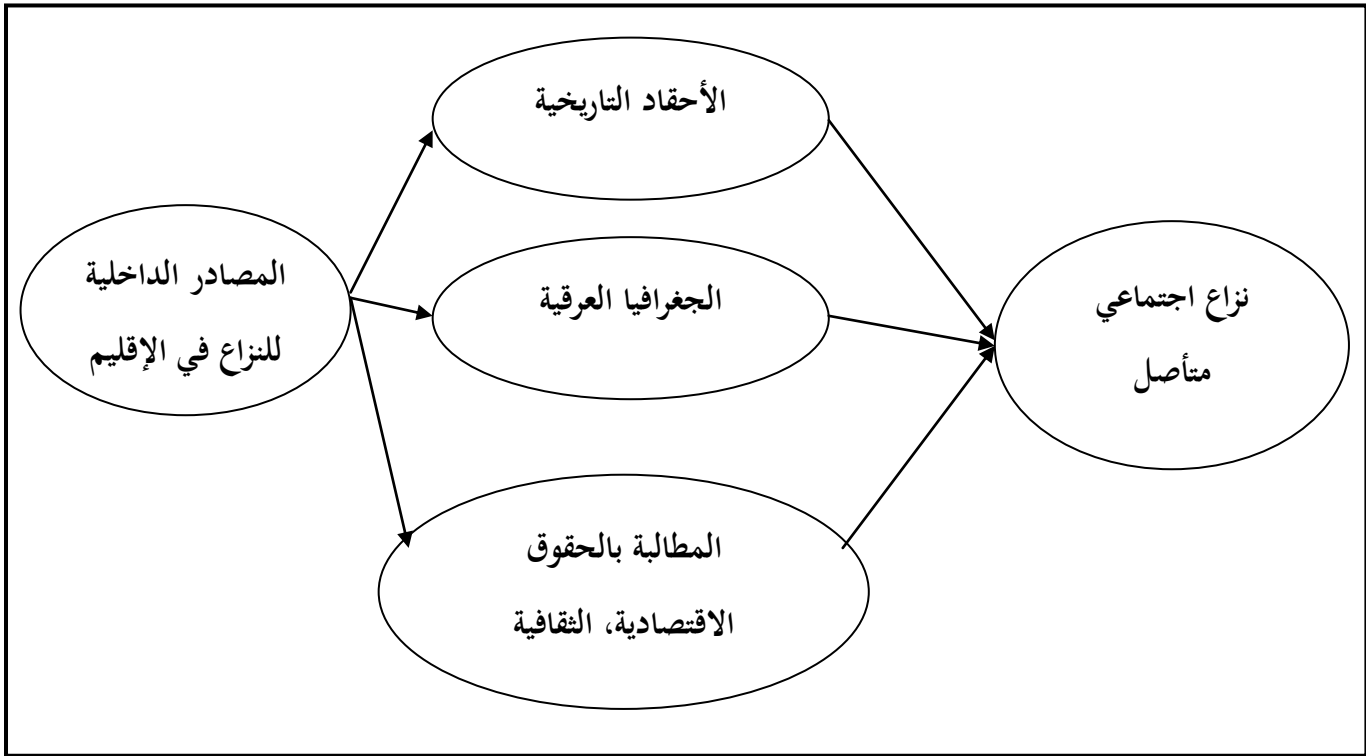 الأحقاد التاريخية
المصادر الداخلية
للنزاع في الإقليم
الجغرافيا العرقية
نزاع اجتماعي
متأصل
المطالبة بالحقوق
الاقتصادية، الثقافية